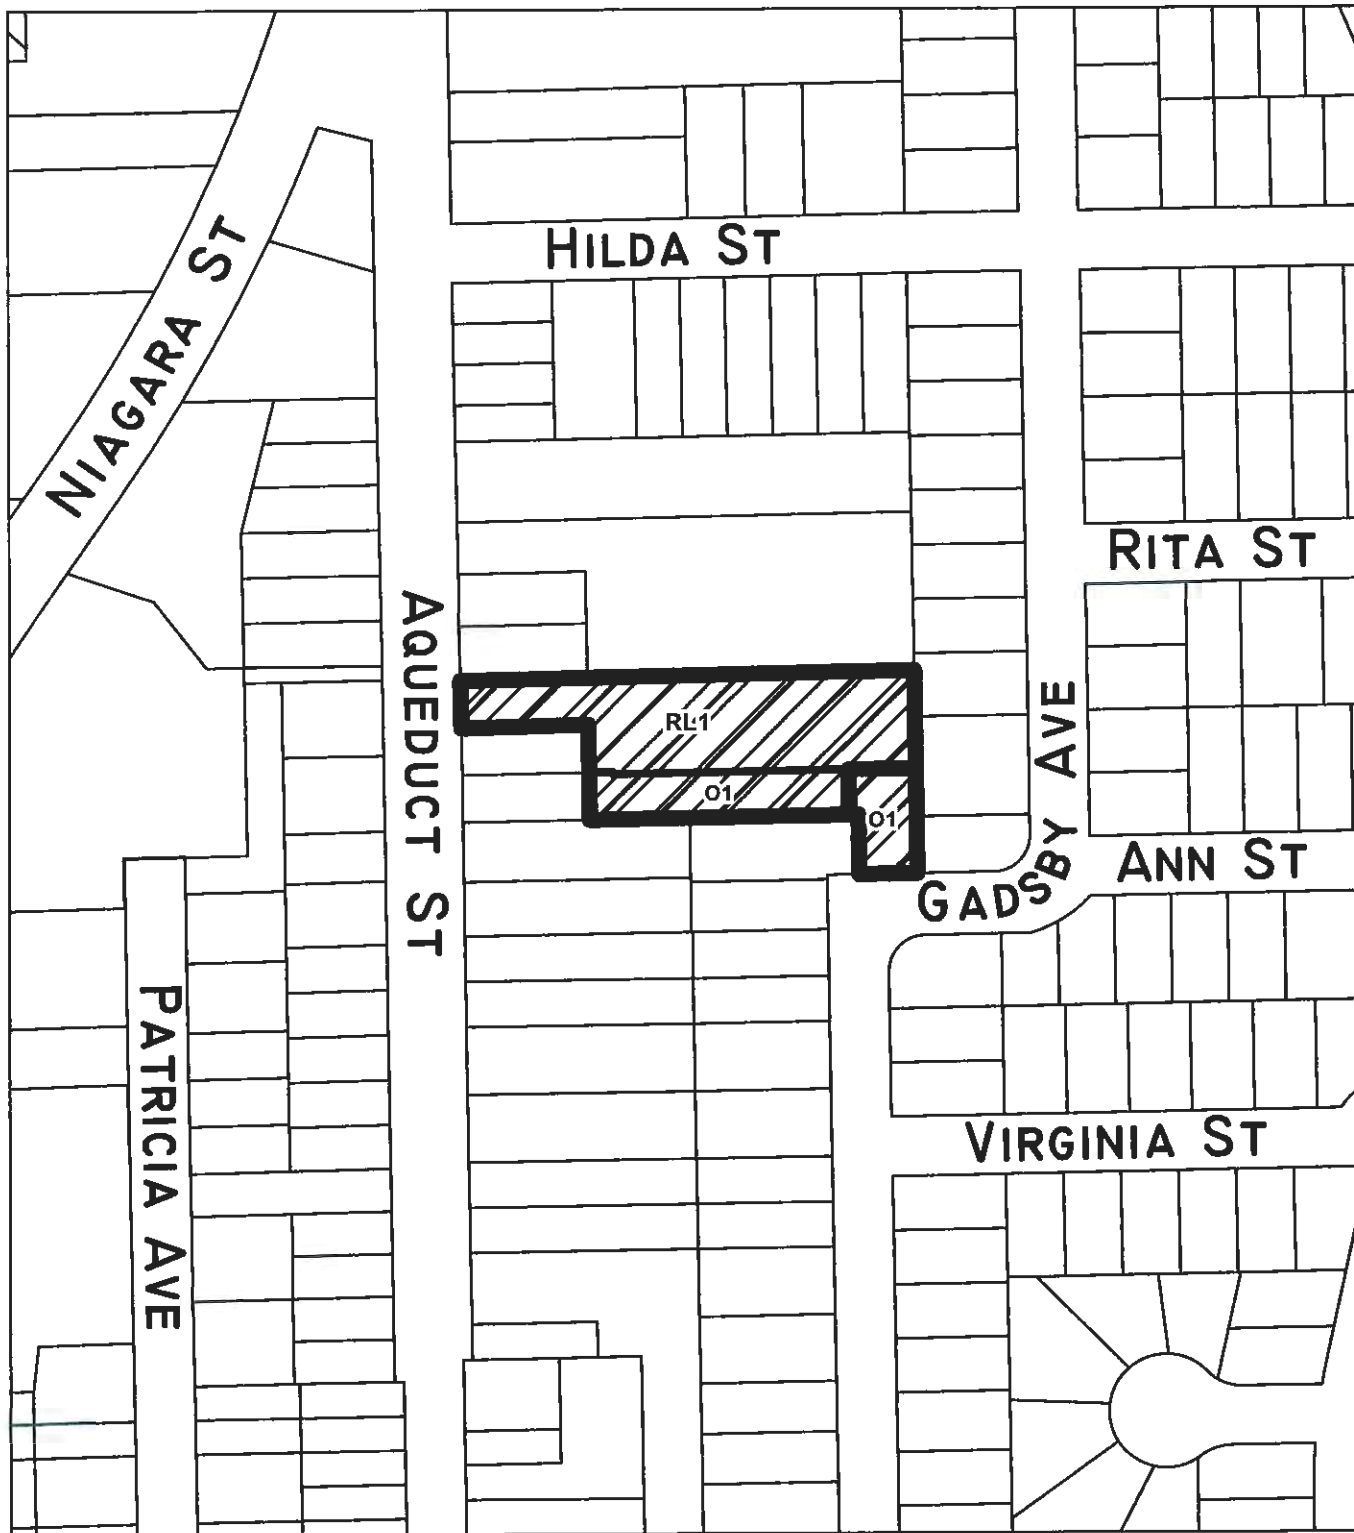 HILDA ST
NIAGARA ST
RITA ST
AQUEDUCT ST
RL1
O1
O1
GADSBY AVE
ANN ST
PATRICIA AVE
VIRGINIA ST